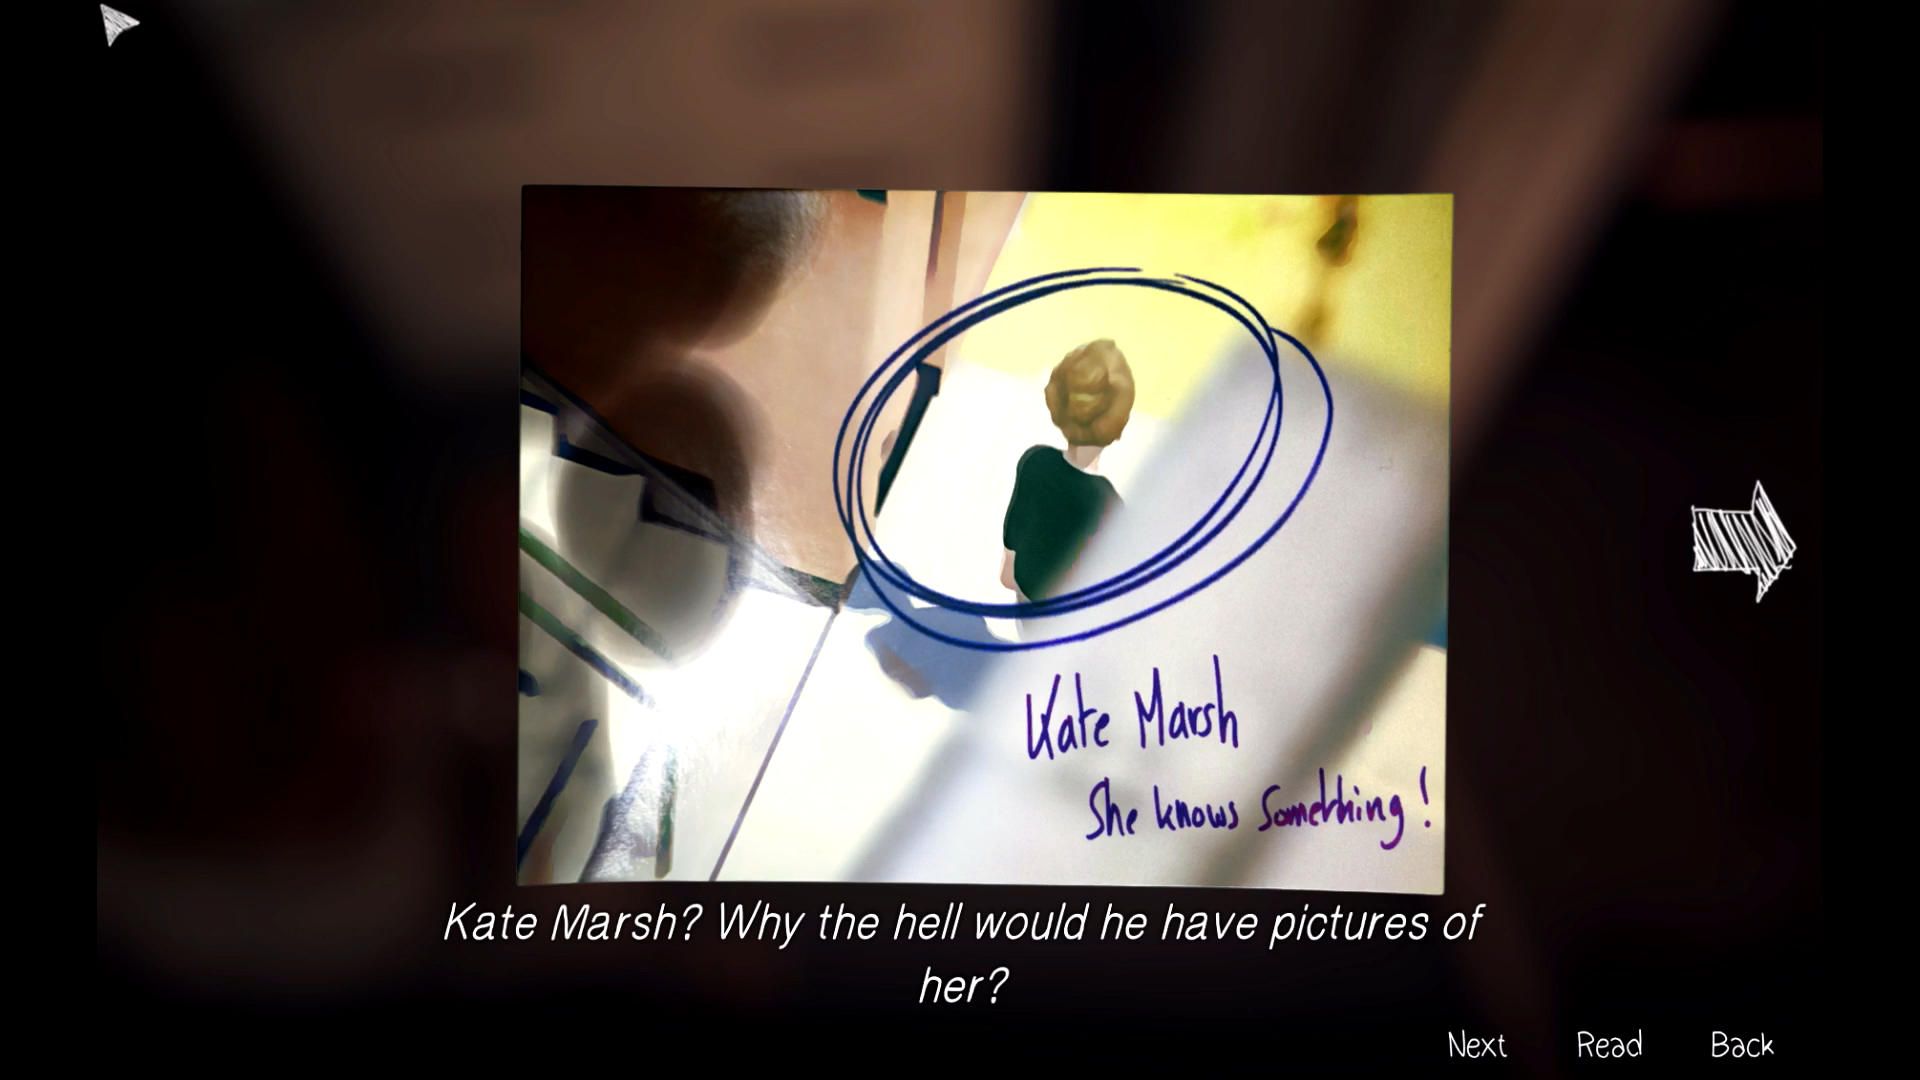 Kate Marsh
She knows Something!
Kate Marsh? Why the hell would he have pictures of
her?
Next Read Back